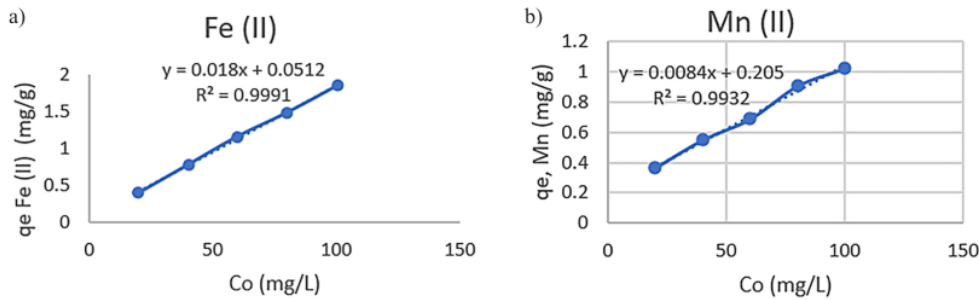 a)
Fe (II)
y = 0.018x + 0.0512
R² = 0.9991
qe Fe (II) (mg/g)
2
1.5
1
0.5
0
0
50
100
150
Co (mg/L)
b)
Mn (II)
y = 0.0084x + 0.205
R² = 0.9932
qe, Mn (mg/g)
1.2
1
0.8
0.6
0.4
0.2
0
0
50
100
150
Co (mg/L)